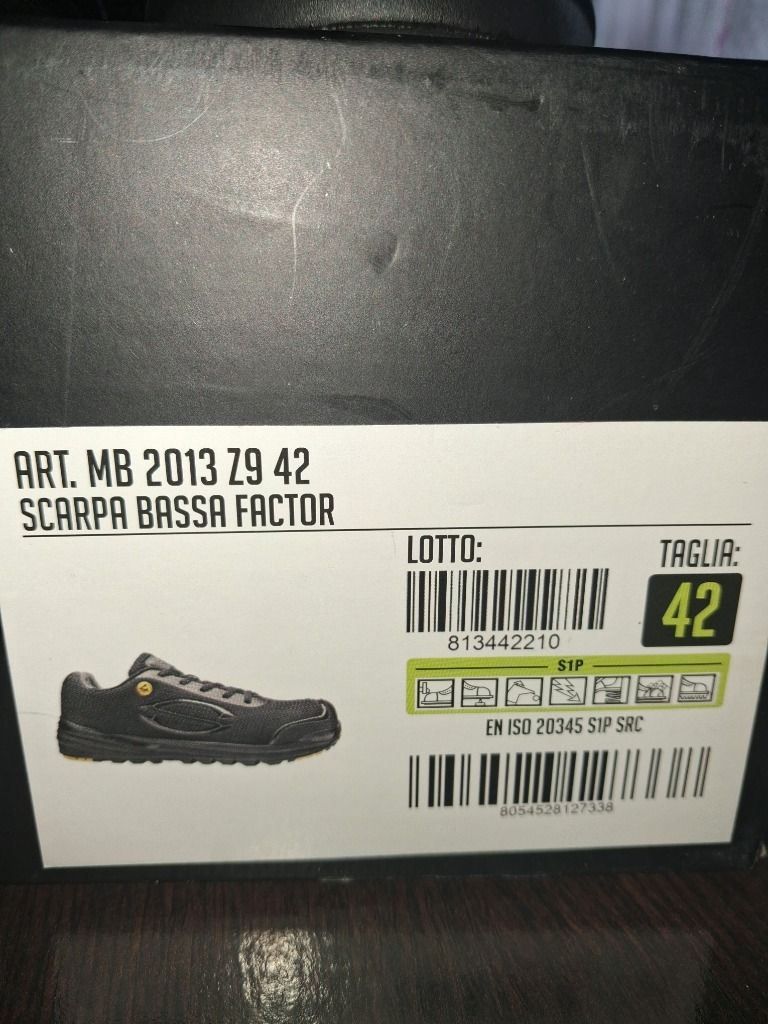 ART. MB 2013 Z9 42
SCARPA BASSA FACTOR
LOTTO:
813442210
TAGLIA:
42
S1P
EN ISO 20345 S1P SRC
8054528127338